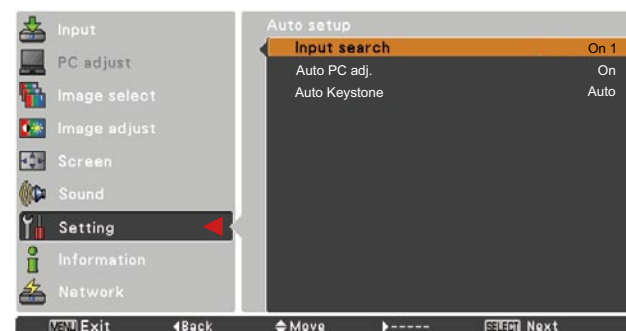 Input
PC adjust
Image select
Image adjust
Screen
Sound
Setting
Information
Network
Auto setup
Input search On 1
Auto PC adj. On
Auto Keystone Auto
MENU Exit Back Move ----- SELECT Next